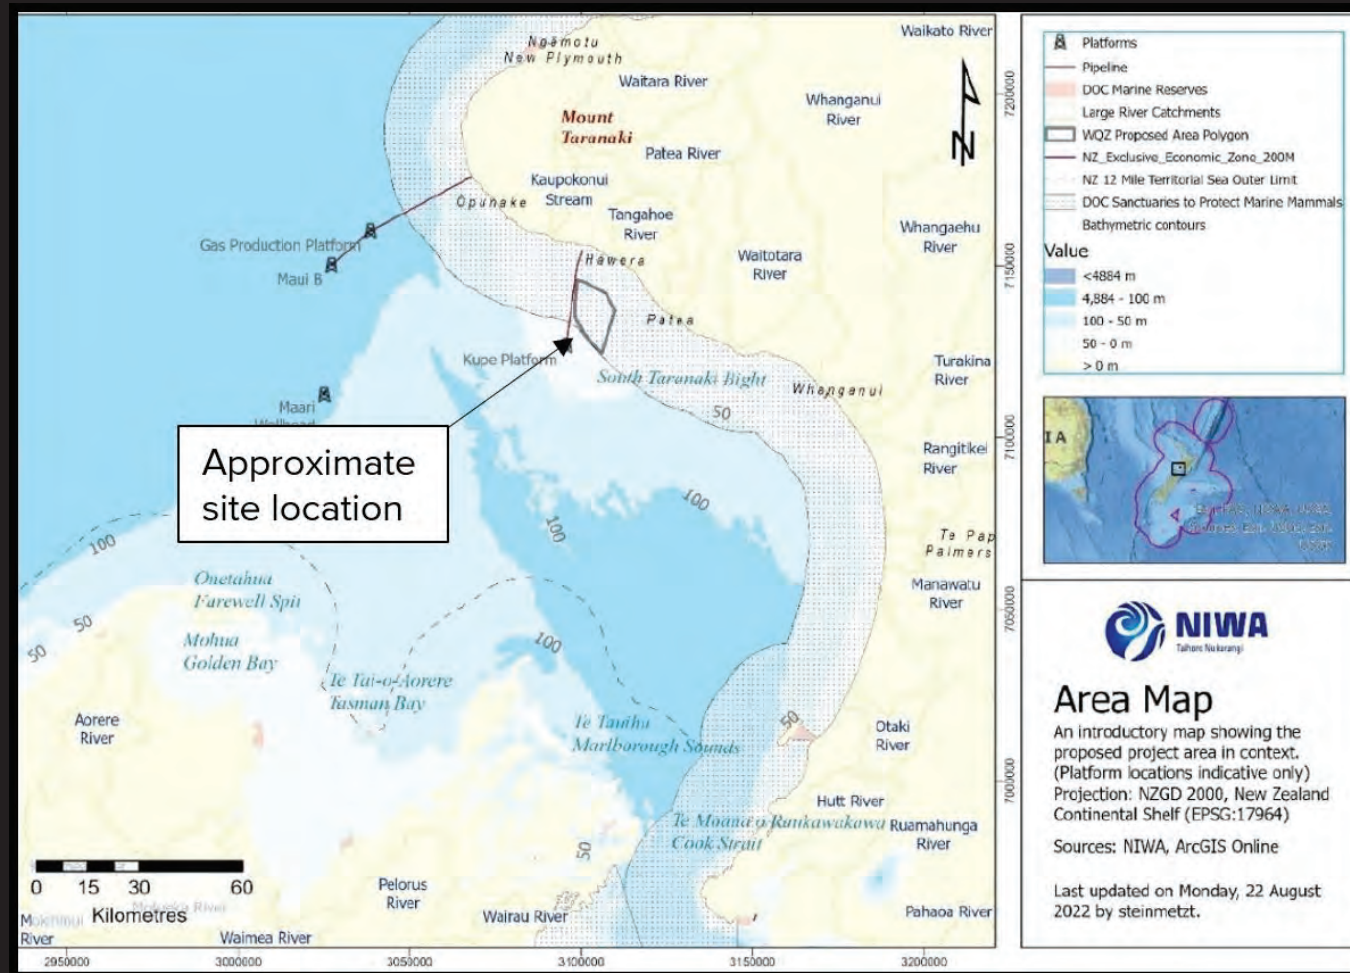 Ngāmotu
New Plymouth
Waikato River
Waitara River
Mount
Taranaki
Whanganui
River
Patea River
Kaupokonui
Stream
Opunake
Tangahoe
River
Whangaehu
River
Gas Production Platform
Maui B
Hāwera
Waitotara
River
Patea
Kupe Platform
South Taranaki Bight
Turakina
River
Whanganui
50
Maari
Approximate
site location
Rangitikei
River
100
100
100
Te Pap
Palmers
Onetahua
Farewell Spit
50
50
Manawatu
River
Mohua
Golden Bay
100
Te Tai-o-Aorere
Tasman Bay
Aorere
River
50
Te Tauihu
Marlborough Sounds
Otaki
River
Hutt River
Te Moana o Raukawakawa
Cook Strait
Ruamahunga
River
50
0 15 30 60
Kilometres
Pelorus
River
Wairau River
Pahaoa River
River
Waimea River
N
2950000
3000000
3050000
3100000
3150000
3200000
7200000
7150000
7100000
7050000
7000000
Platforms
Pipeline
DOC Marine Reserves
Large River Catchments
WQZ Proposed Area Polygon
NZ_Exclusive_Economic_Zone_200M
NZ 12 Mile Territorial Sea Outer Limit
DOC Sanctuaries to Protect Marine Mammals
Bathymetric contours
Value
<4884 m
4,884 - 100 m
100 - 50 m
50 - 0 m
> 0 m
I A
NIWA
Taihoro Nukurangi
Area Map
An introductory map showing the
proposed project area in context.
(Platform locations indicative only)
Projection: NZGD 2000, New Zealand
Continental Shelf (EPSG:17964)
Sources: NIWA, ArcGIS Online
Last updated on Monday, 22 August
2022 by steinmetzt.